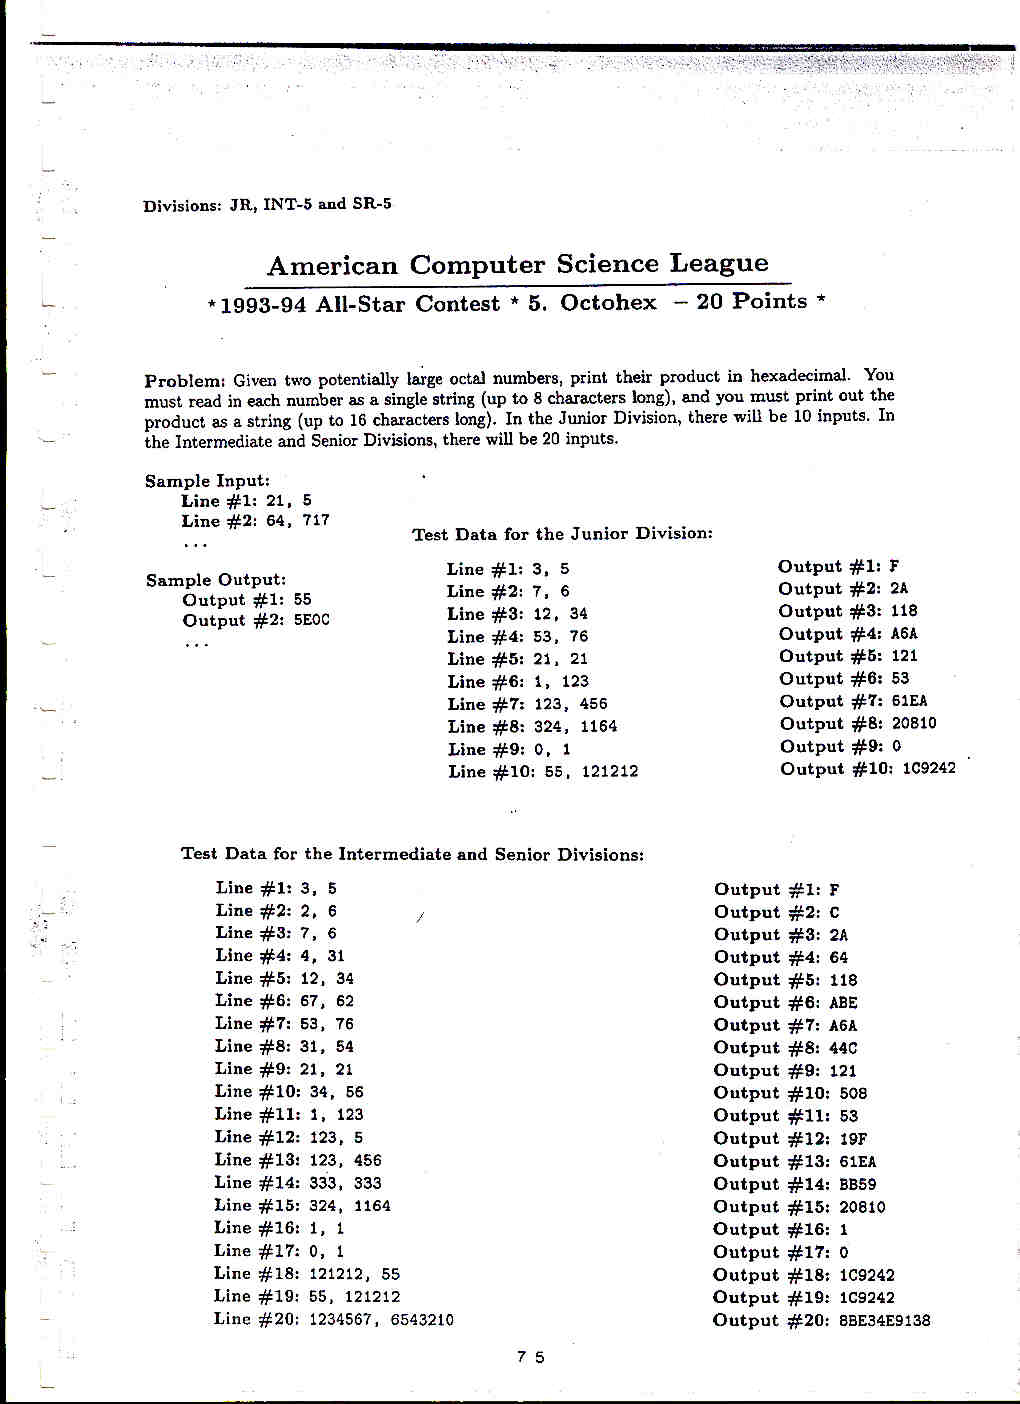 Divisions: JR, INT-5 and SR-5
American Computer Science League
*1993-94 All-Star Contest * 5. Octohex – 20 Points *
Problem: Given two potentially large octal numbers, print their product in hexadecimal. You
must read in each number as a single string (up to 8 characters long), and you must print out the
product as a string (up to 16 characters long). In the Junior Division, there will be 10 inputs. In
the Intermediate and Senior Divisions, there will be 20 inputs.
Sample Input:
Line #1: 21, 5
Line #2: 64, 717
...
Sample Output:
Output #1: 55
Output #2: 5E0C
...
Test Data for the Junior Division:
Line #1: 3, 5 Output #1: F
Line #2: 7, 6 Output #2: 2A
Line #3: 12, 34 Output #3: 118
Line #4: 53, 76 Output #4: A6A
Line #5: 21, 21 Output #5: 121
Line #6: 1, 123 Output #6: 53
Line #7: 123, 456 Output #7: 61EA
Line #8: 324, 1164 Output #8: 20810
Line #9: 0, 1 Output #9: 0
Line #10: 55, 121212 Output #10: 1C9242
Test Data for the Intermediate and Senior Divisions:
Line #1: 3, 5 Output #1: F
Line #2: 2, 6 Output #2: C
Line #3: 7, 6 Output #3: 2A
Line #4: 4, 31 Output #4: 64
Line #5: 12, 34 Output #5: 118
Line #6: 67, 62 Output #6: ABE
Line #7: 53, 76 Output #7: A6A
Line #8: 31, 54 Output #8: 44C
Line #9: 21, 21 Output #9: 121
Line #10: 34, 56 Output #10: 508
Line #11: 1, 123 Output #11: 53
Line #12: 123, 5 Output #12: 19F
Line #13: 123, 456 Output #13: 61EA
Line #14: 333, 333 Output #14: BB59
Line #15: 324, 1164 Output #15: 20810
Line #16: 1, 1 Output #16: 1
Line #17: 0, 1 Output #17: 0
Line #18: 121212, 55 Output #18: 1C9242
Line #19: 55, 121212 Output #19: 1C9242
Line #20: 1234567, 6543210 Output #20: 8BE34E9138
7 5